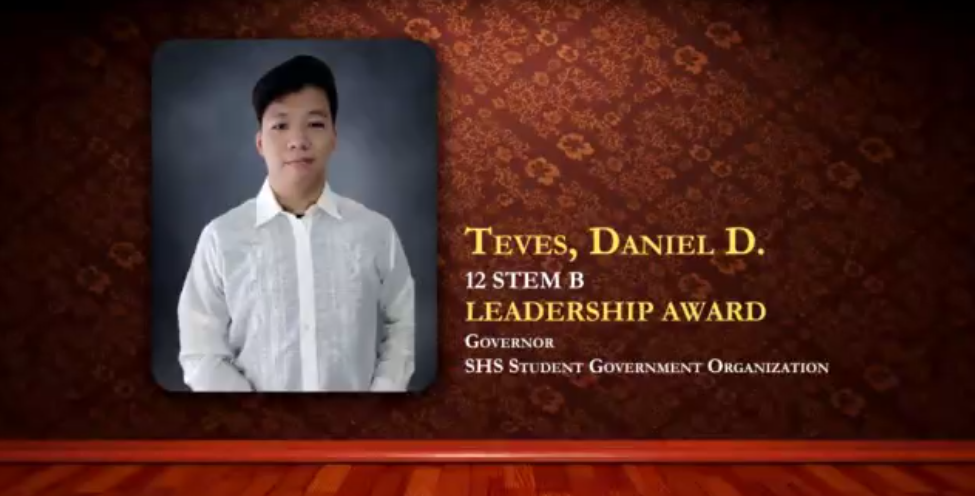 Teves, Daniel D.
12 STEM B
LEADERSHIP AWARD
Governor
SHS Student Government Organization